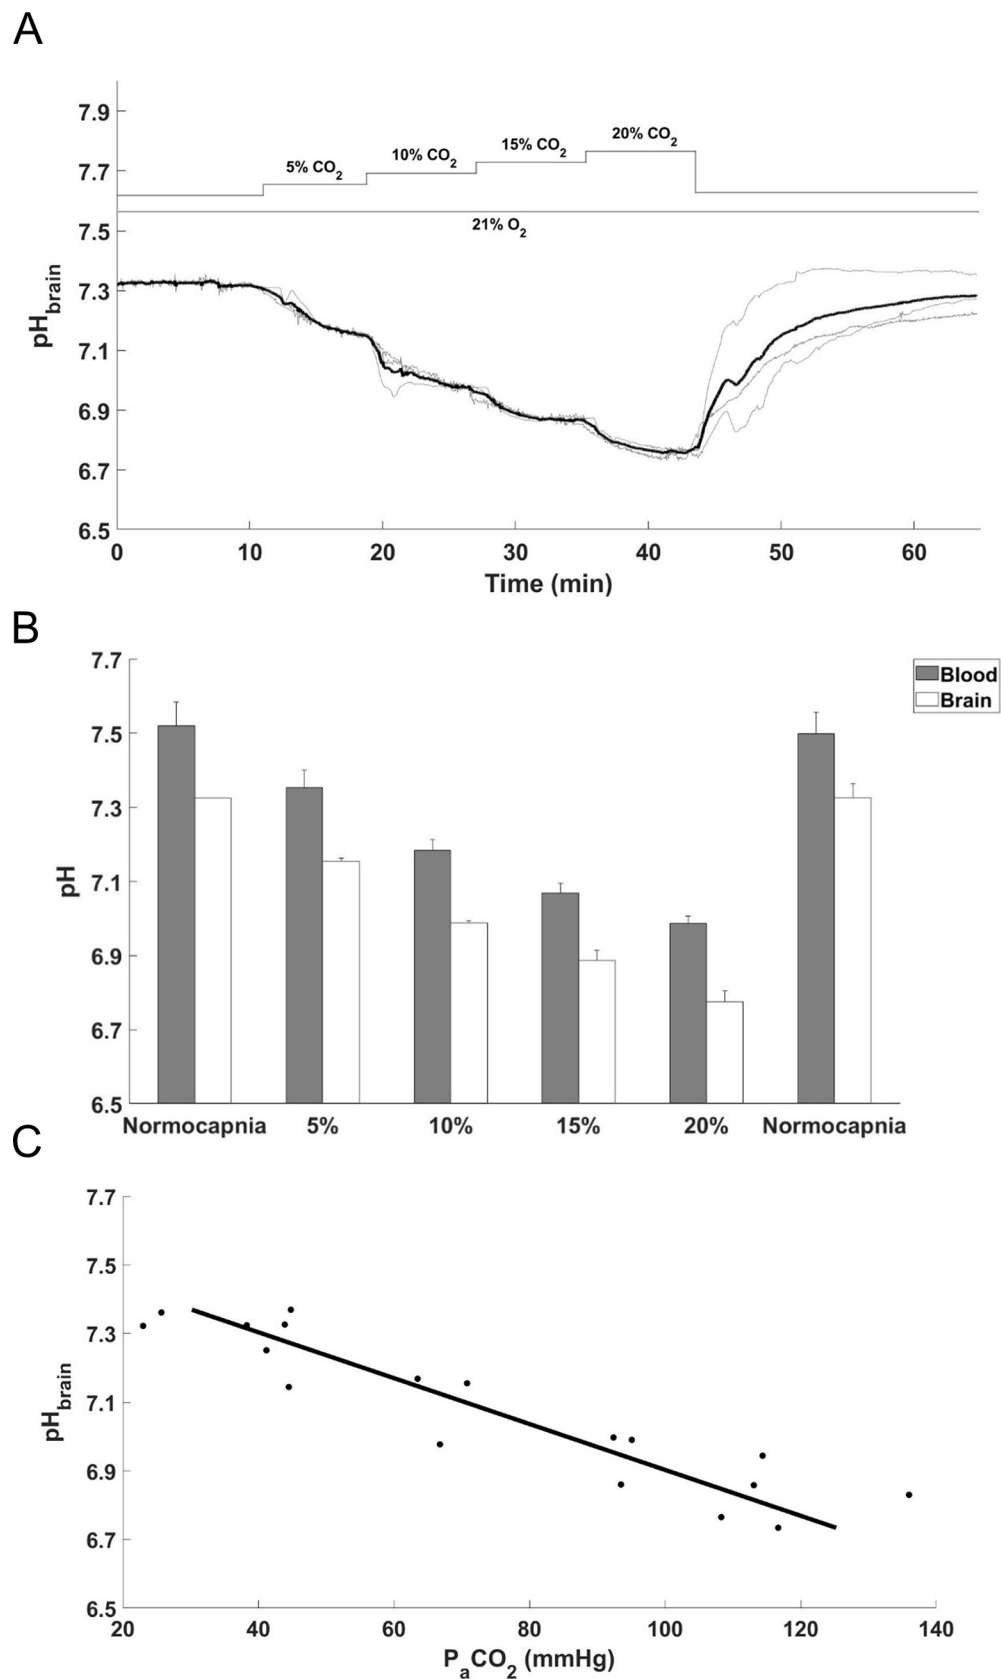 A
7.9
7.7
7.5
7.3
7.1
6.9
6.7
6.5
pHbrain
5% CO2
10% CO2
15% CO2
20% CO2
21% O2
0 10 20 30 40 50 60
Time (min)
B
7.7
7.5
7.3
7.1
6.9
6.7
6.5
pH
Blood
Brain
Normocapnia 5% 10% 15% 20% Normocapnia
C
7.7
7.5
7.3
7.1
6.9
6.7
6.5
pHbrain
20 40 60 80 100 120 140
PaCO2 (mmHg)